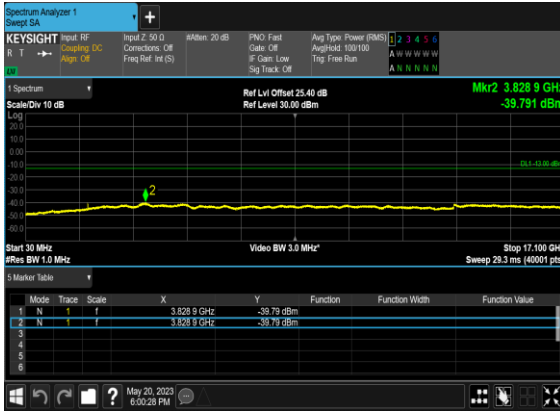 Spectrum Analyzer 1
Swept SA
+
KEYSIGHT Input: RF Input Z: 50 Ω #Atten: 20 dB PNO: Fast Avg Type: Power (RMS) 1 2 3 4 5 6
R T Coupling: DC Corrections: Off Gate: Off Avg|Hold: 100/100 A W W W W W
Align: Off Freq Ref: Int (S) IF Gain: Low Trig: Free Run
Sig Track: Off A N N N N N
1 Spectrum Ref Lvl Offset 25.40 dB Mkr2 3.828 9 GHz
Scale/Div 10 dB Ref Level 30.00 dBm -39.791 dBm
Log
20.0
10.0
0.00
-10.0
DL1 -13.00 dBm
-20.0
-30.0
2
-40.0
-50.0
-60.0
Start 30 MHz Video BW 3.0 MHz* Stop 17.100 GHz
#Res BW 1.0 MHz Sweep 29.3 ms (40001 pts)
5 Marker Table
Mode Trace Scale X Y Function Function Width Function Value
1 N 1 f 3.828 9 GHz -39.79 dBm
2 N 1 f 3.828 9 GHz -39.79 dBm
3
4
5
6
? May 20, 2023
6:00:28 PM